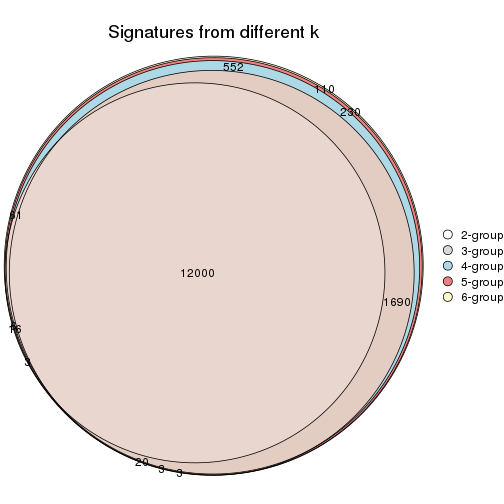 Signatures from different k
552
110
230
61
12000
1690
16
3
20
3
3
2-group
3-group
4-group
5-group
6-group